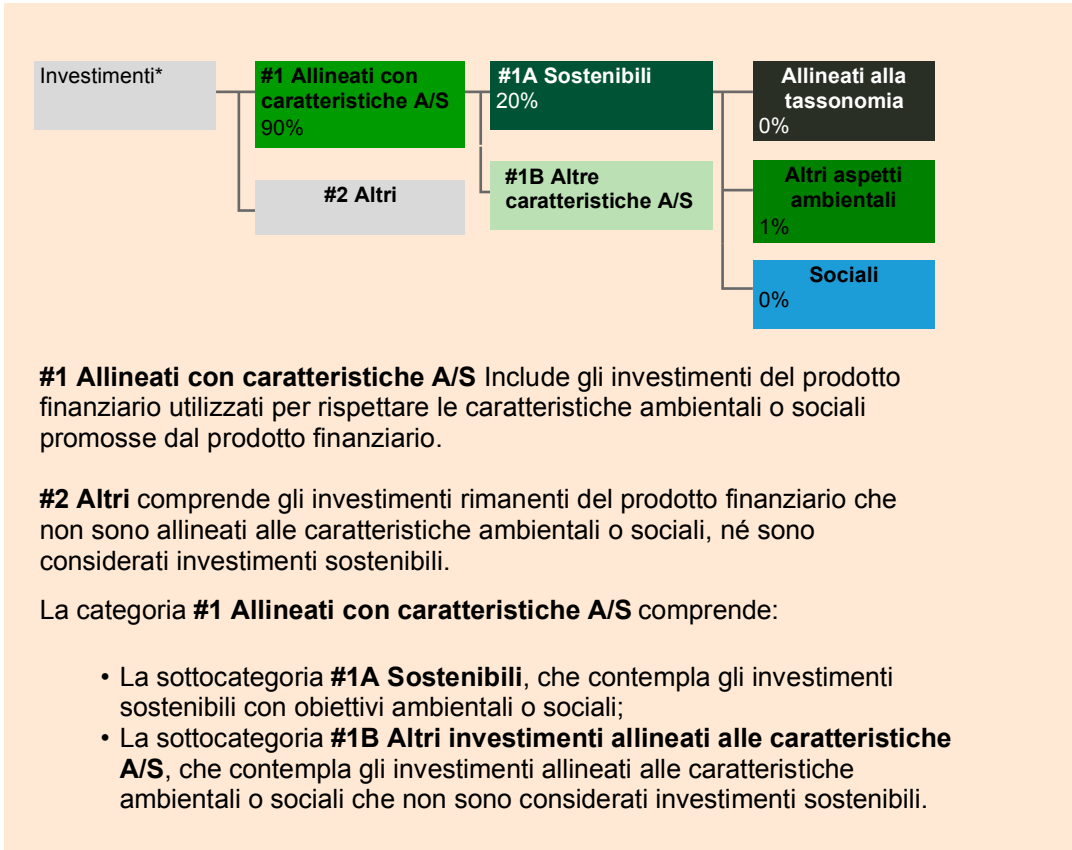 Investimenti*
#1 Allineati con
caratteristiche A/S
90%
#2 Altri
#1A Sostenibili
20%
#1B Altre
caratteristiche A/S
Allineati alla
tassonomia
0%
Altri aspetti
ambientali
1%
Sociali
0%
#1 Allineati con caratteristiche A/S Include gli investimenti del prodotto
finanziario utilizzati per rispettare le caratteristiche ambientali o sociali
promosse dal prodotto finanziario.
#2 Altri comprende gli investimenti rimanenti del prodotto finanziario che
non sono allineati alle caratteristiche ambientali o sociali, né sono
considerati investimenti sostenibili.
La categoria #1 Allineati con caratteristiche A/S comprende:
• La sottocategoria #1A Sostenibili, che contempla gli investimenti
sostenibili con obiettivi ambientali o sociali;
• La sottocategoria #1B Altri investimenti allineati alle caratteristiche
A/S, che contempla gli investimenti allineati alle caratteristiche
ambientali o sociali che non sono considerati investimenti sostenibili.